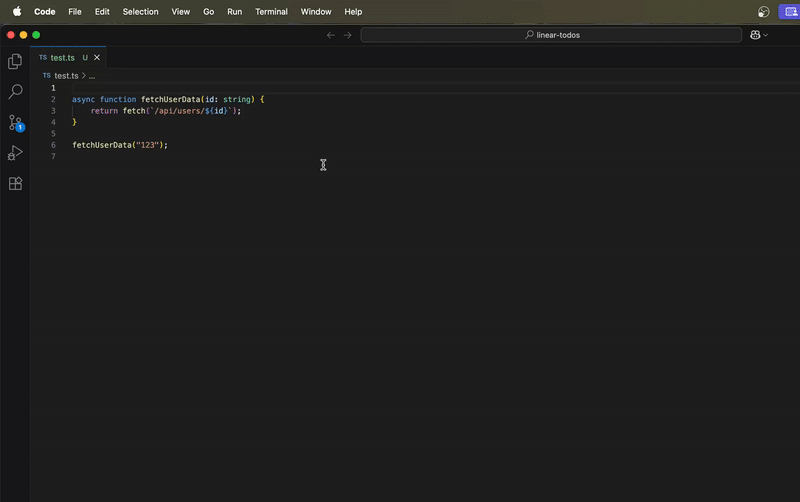 Code File Edit Selection View Go Run Terminal Window Help
linear-todos
TS test.ts U
TS test.ts > ...
1
2 async function fetchUserData(id: string) {
3 return fetch(`/api/users/${id}`);
4 }
5
6 fetchUserData("123");
7
1